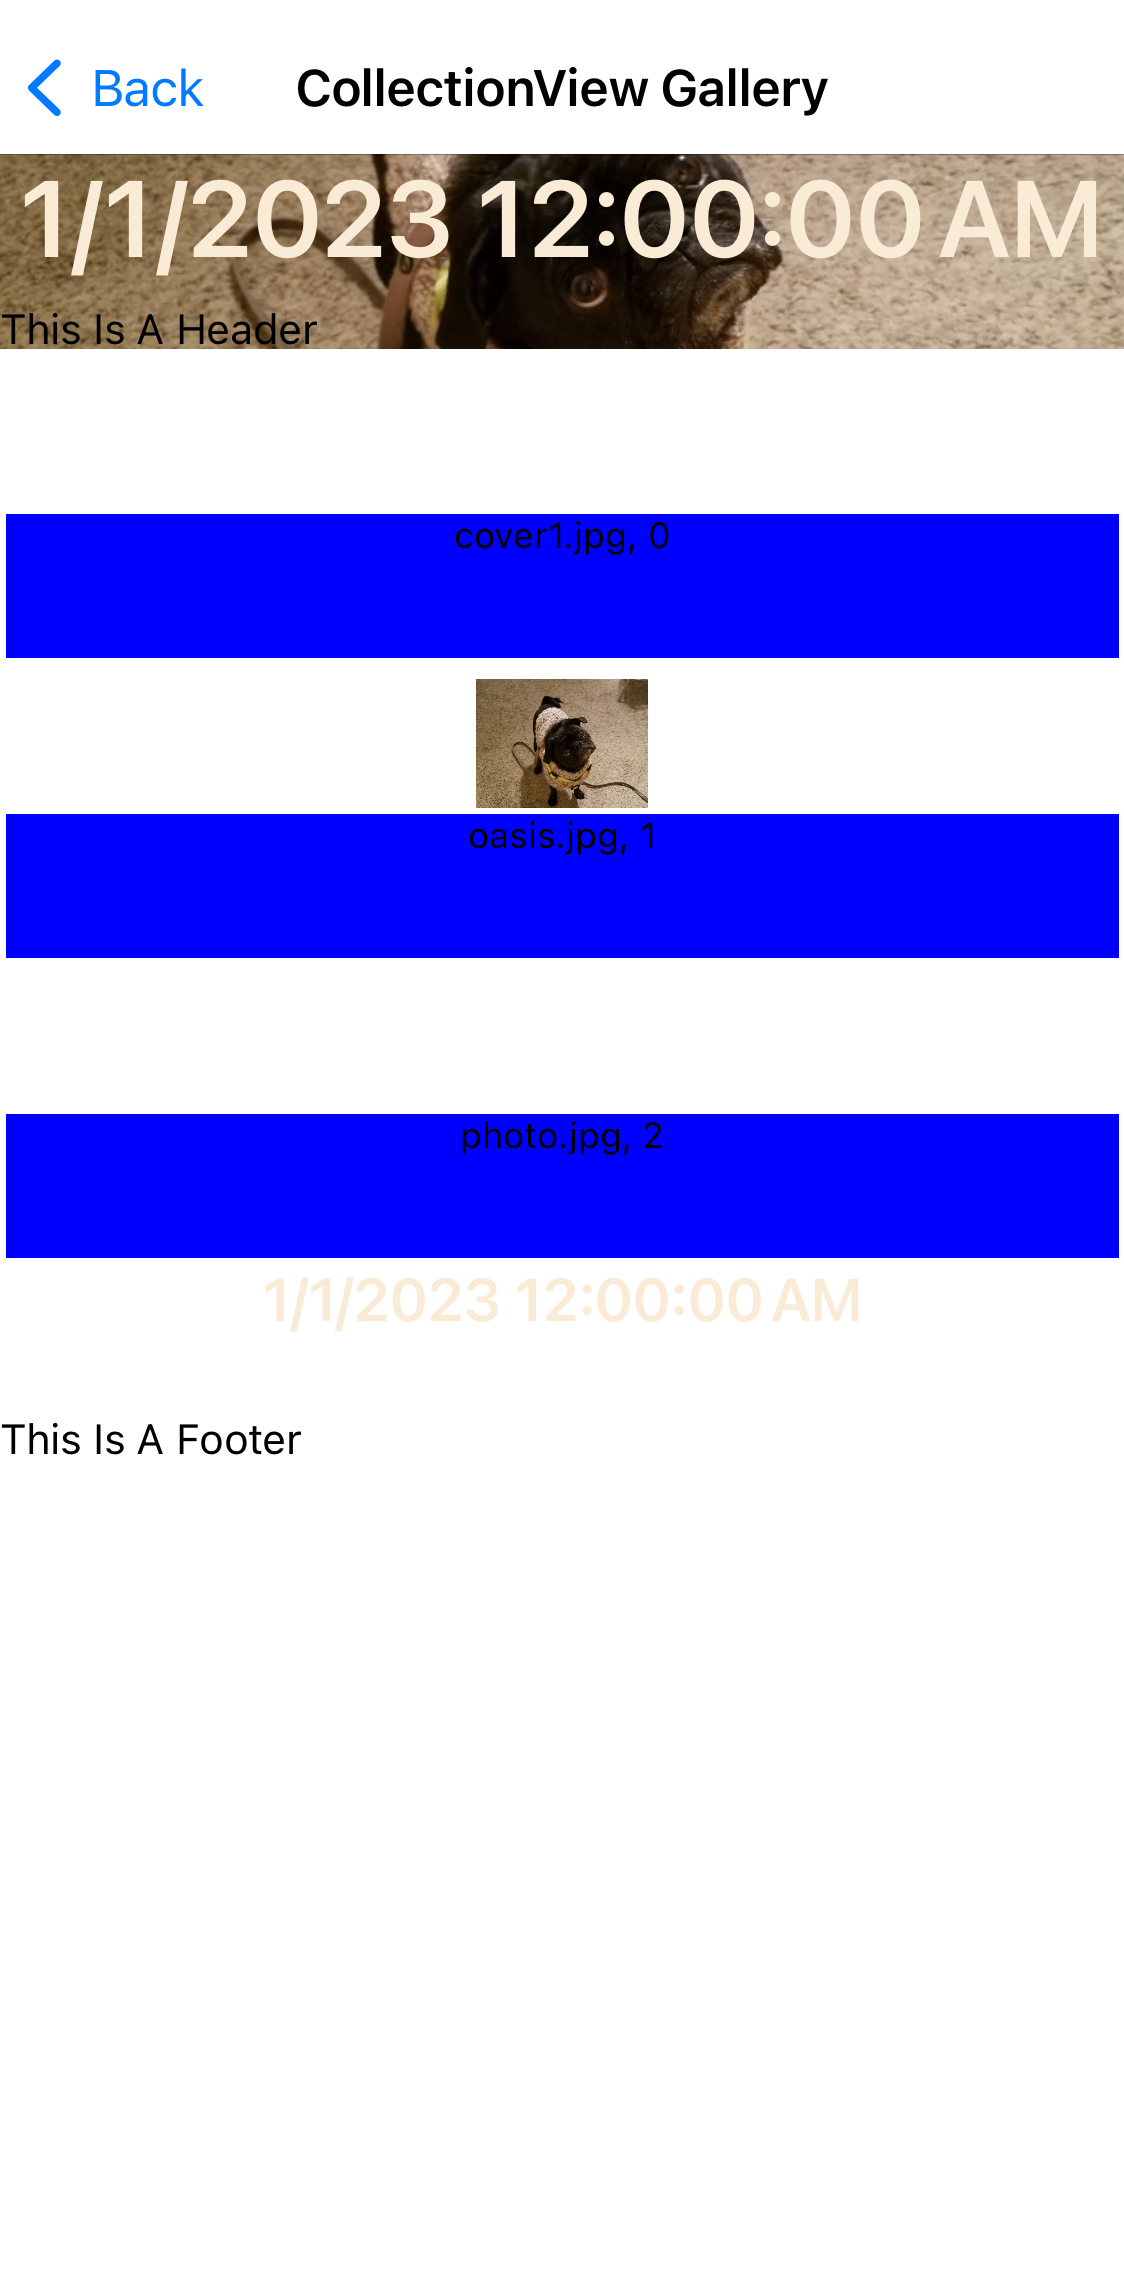 Back
CollectionView Gallery
1/1/2023 12:00:00 AM
This Is A Header
cover1.jpg, 0
oasis.jpg, 1
photo.jpg, 2
1/1/2023 12:00:00 AM
This Is A Footer